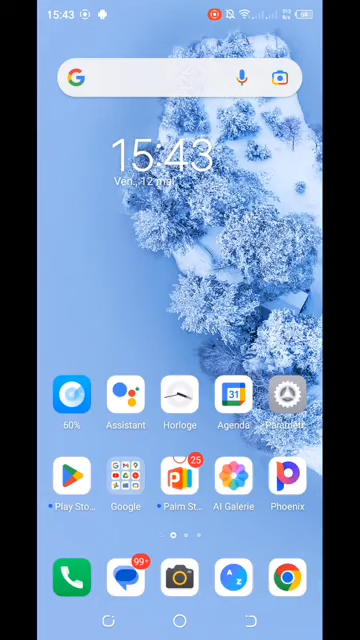 15:43
15:43
Ven., 12 mai
60%
Assistant
Horloge
31
Agenda
Paramètr...
Play Sto...
Google
25
Palm St...
AI Galerie
Phoenix
99+
A
Z